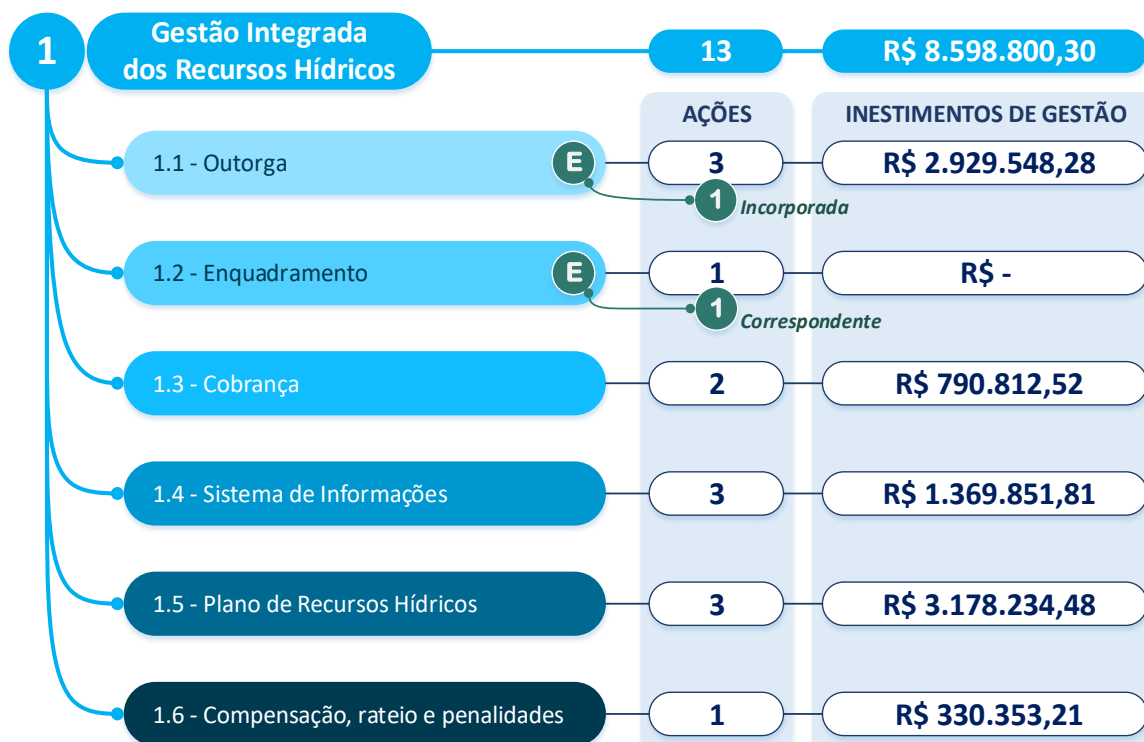 1
Gestão Integrada
dos Recursos Hídricos
13
R$ 8.598.800,30
AÇÕES
INESTIMENTOS DE GESTÃO
1.1 - Outorga
E
3
R$ 2.929.548,28
1
Incorporada
1.2 - Enquadramento
E
1
R$ -
1
Correspondente
1.3 - Cobrança
2
R$ 790.812,52
1.4 - Sistema de Informações
3
R$ 1.369.851,81
1.5 - Plano de Recursos Hídricos
3
R$ 3.178.234,48
1.6 - Compensação, rateio e penalidades
1
R$ 330.353,21